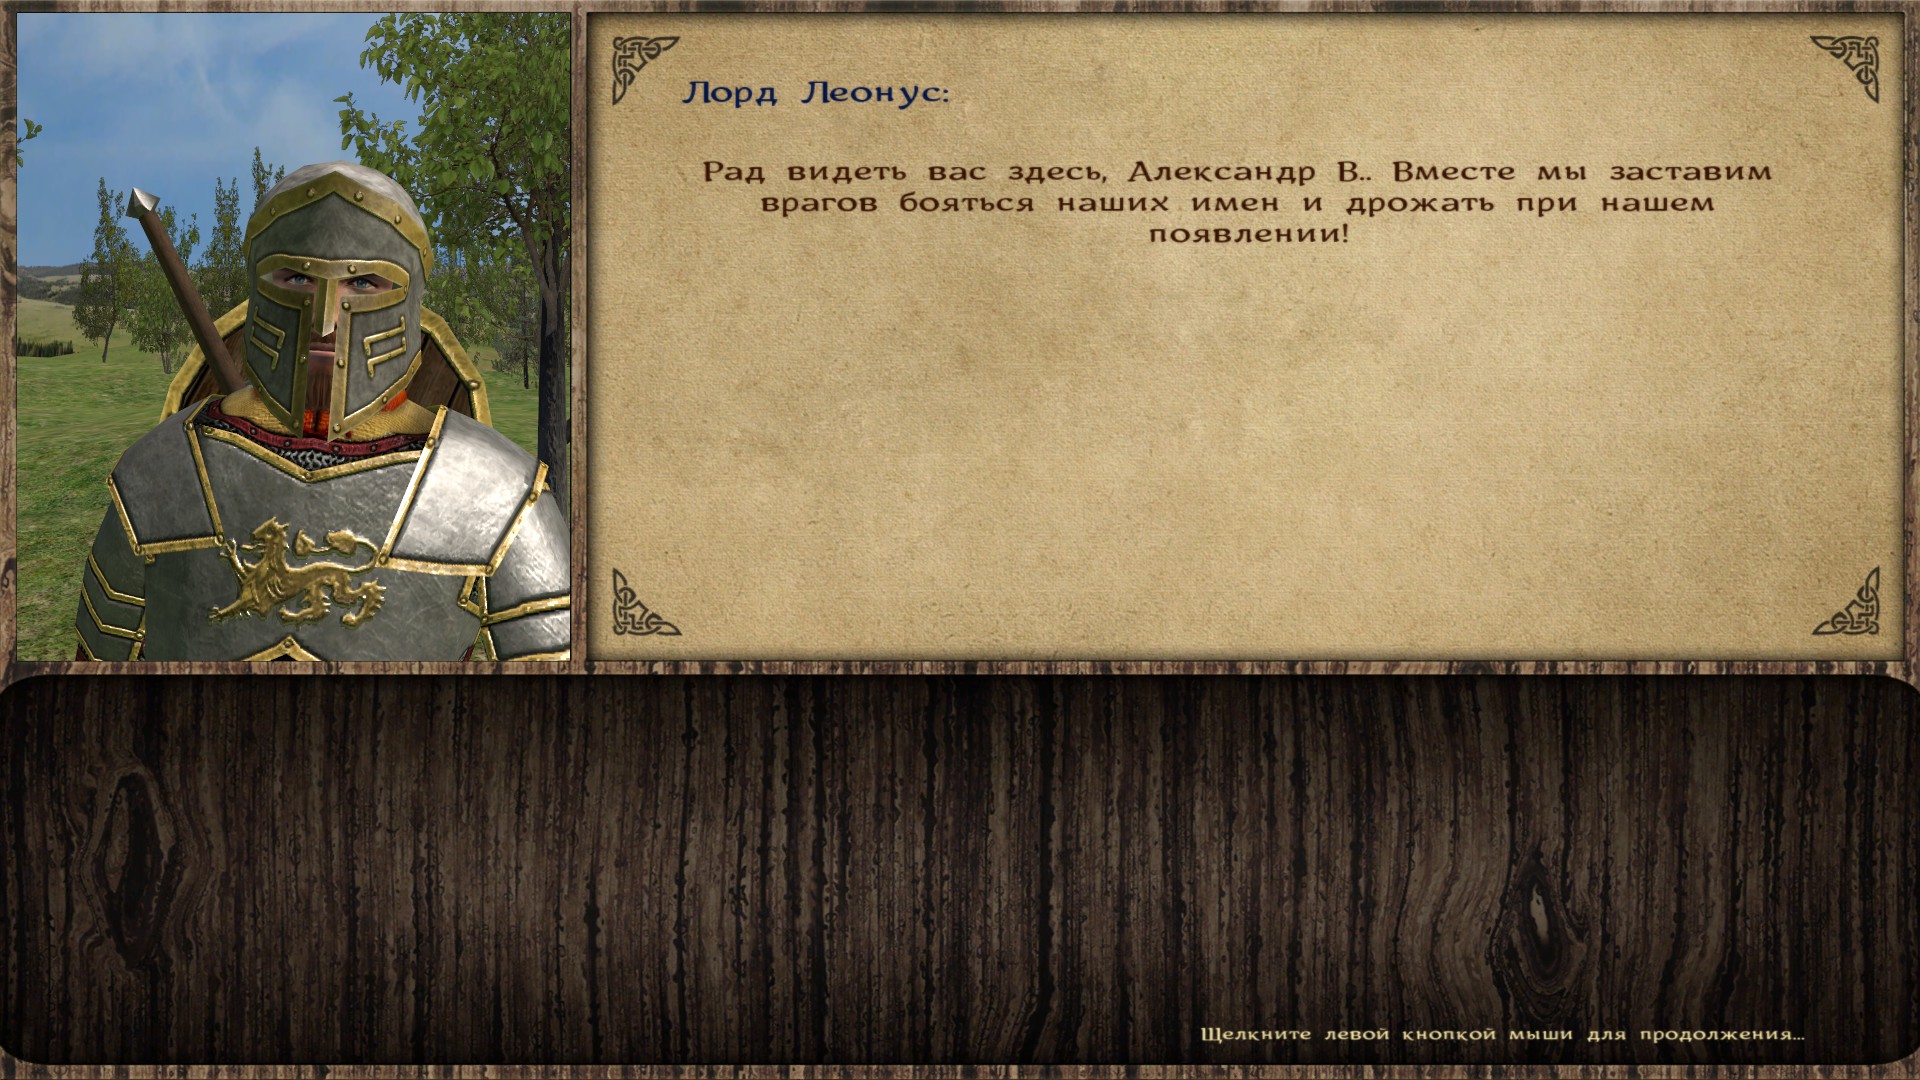 Лорд Леонус:
Рад видеть вас здесь, Александр В.. Вместе мы заставим
врагов бояться наших имен и дрожать при нашем
появлении!
Щелкните левой кнопкой мыши для продолжения...